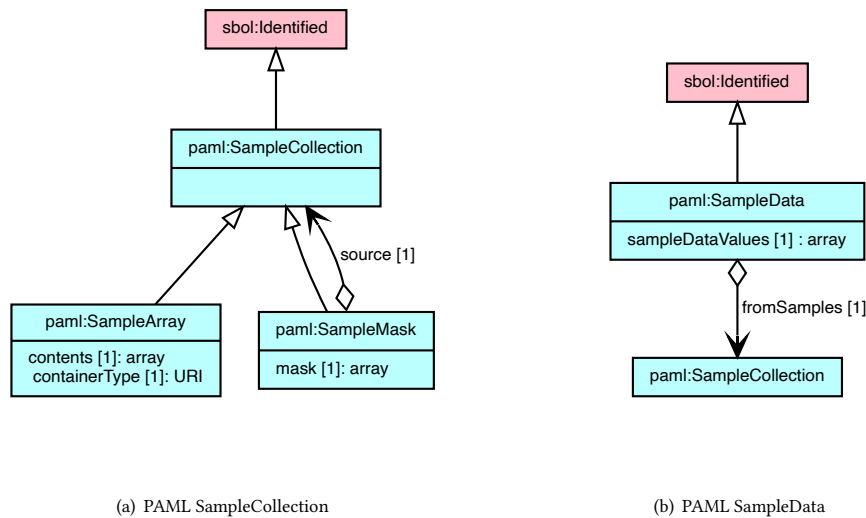 sbol:Identified
paml:SampleCollection
source [1]
paml:SampleArray
contents [1]: array
containerType [1]: URI
paml:SampleMask
mask [1]: array
(a) PAML SampleCollection
sbol:Identified
paml:SampleData
sampleDataValues [1] : array
fromSamples [1]
paml:SampleCollection
(b) PAML SampleData